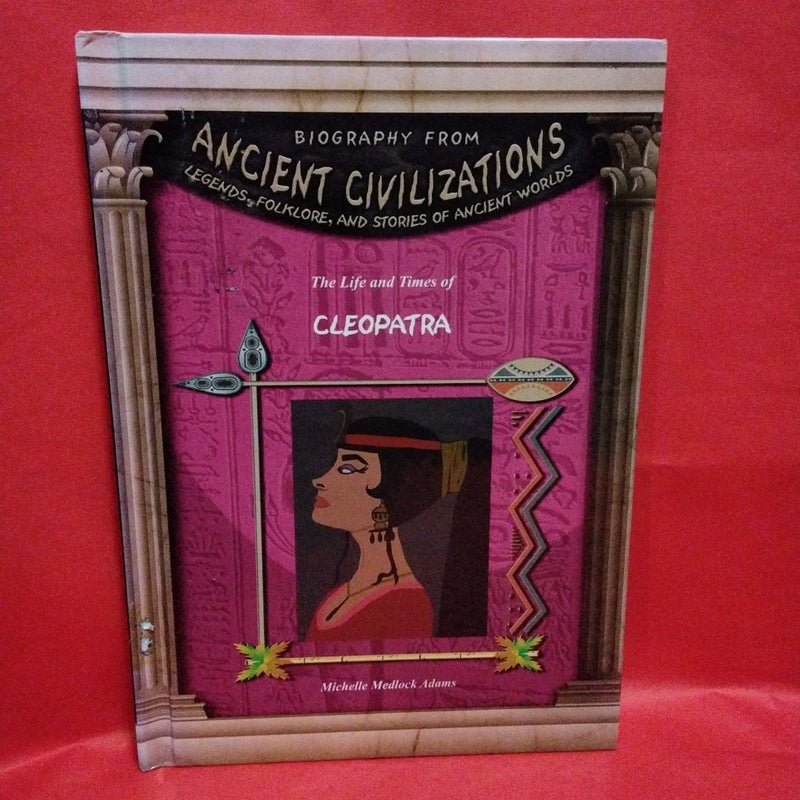 BIOGRAPHY FROM
ANCIENT CIVILIZATIONS
LEGENDS, FOLKLORE, AND STORIES OF ANCIENT WORLDS
The Life and Times of
CLEOPATRA
Michelle Medlock Adams